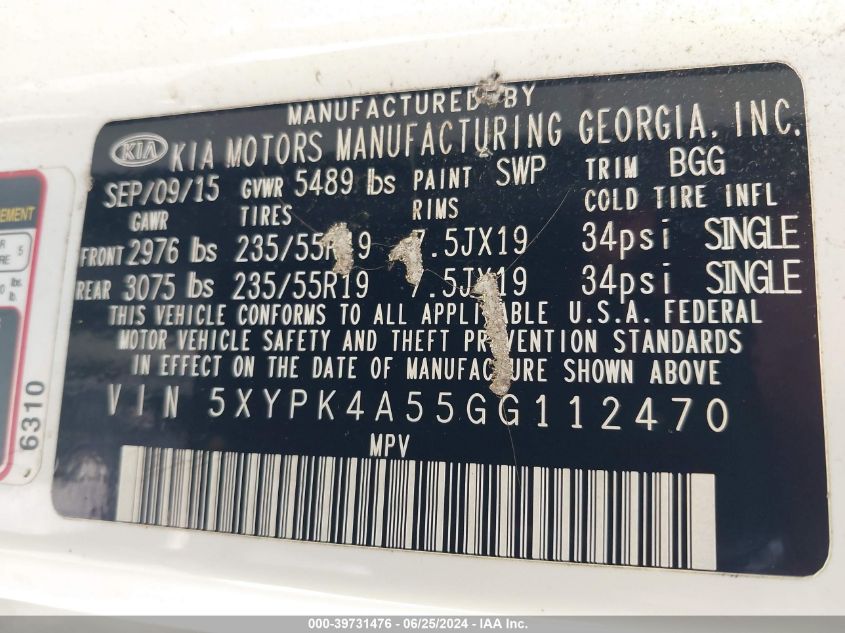 MANUFACTURED BY
KIA KIA MOTORS MANUFACTURING GEORGIA, INC.
SEP/09/15 GVWR 5489 lbs PAINT SWP TRIM BGG
GAWR TIRES RIMS COLD TIRE INFL
FRONT 2976 lbs 235/55R19 7.5JX19 34psi SINGLE
REAR 3075 lbs 235/55R19 7.5JX19 34psi SINGLE
THIS VEHICLE CONFORMS TO ALL APPLICABLE U.S.A. FEDERAL
MOTOR VEHICLE SAFETY AND THEFT PREVENTION STANDARDS
IN EFFECT ON THE DATE OF MANUFACTURE SHOWN ABOVE
VIN 5XYPK4A55GG112470
MPV
6310
000-39731476 - 06/25/2024 - IAA Inc.